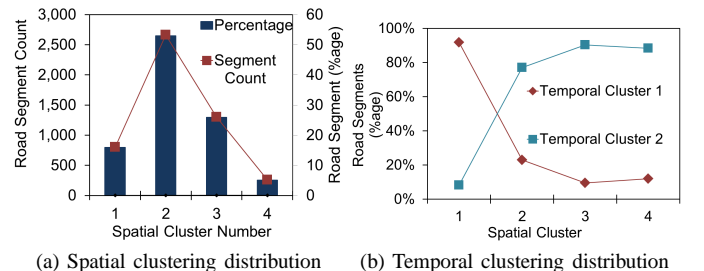 3,000
2,500
2,000
1,500
1,000
500
0
Road Segment Count
60
50
40
30
20
10
0
Road Segment (%age)
Percentage
Segment
Count
1 2 3 4
Spatial Cluster Number
(a) Spatial clustering distribution
100%
80%
60%
40%
20%
0%
Road Segments
(%age)
Temporal Cluster 1
Temporal Cluster 2
1 2 3 4
Spatial Cluster
(b) Temporal clustering distribution